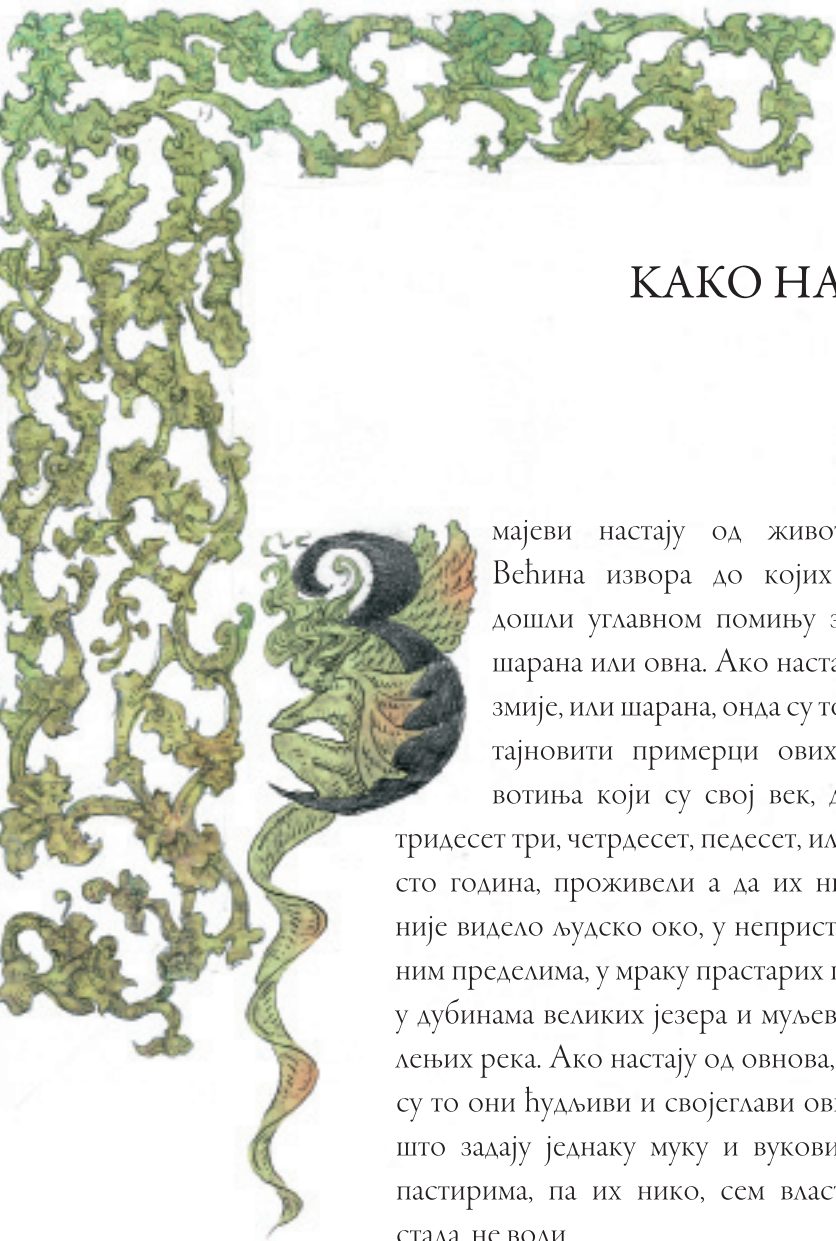 КАКО НА
З
мајеви настају од живот
Већина извора до којих
дошли углавном помињу з
шарана или овна. Ако наста
змије, или шарана, онда су то
тајновити примерци ових
вотиња који су свој век, д
тридесет три, четрдесет, педесет, ил
сто година, проживели а да их ни
није видело људско око, у неприст
ним пределима, у мраку прастарих п
у дубинама великих језера и муљев
лењих река. Ако настају од овнова,
су то они ћудљиви и својеглави ов
што задају једнаку муку и вукови
пастирима, па их нико, сем власт
стада, не воли.